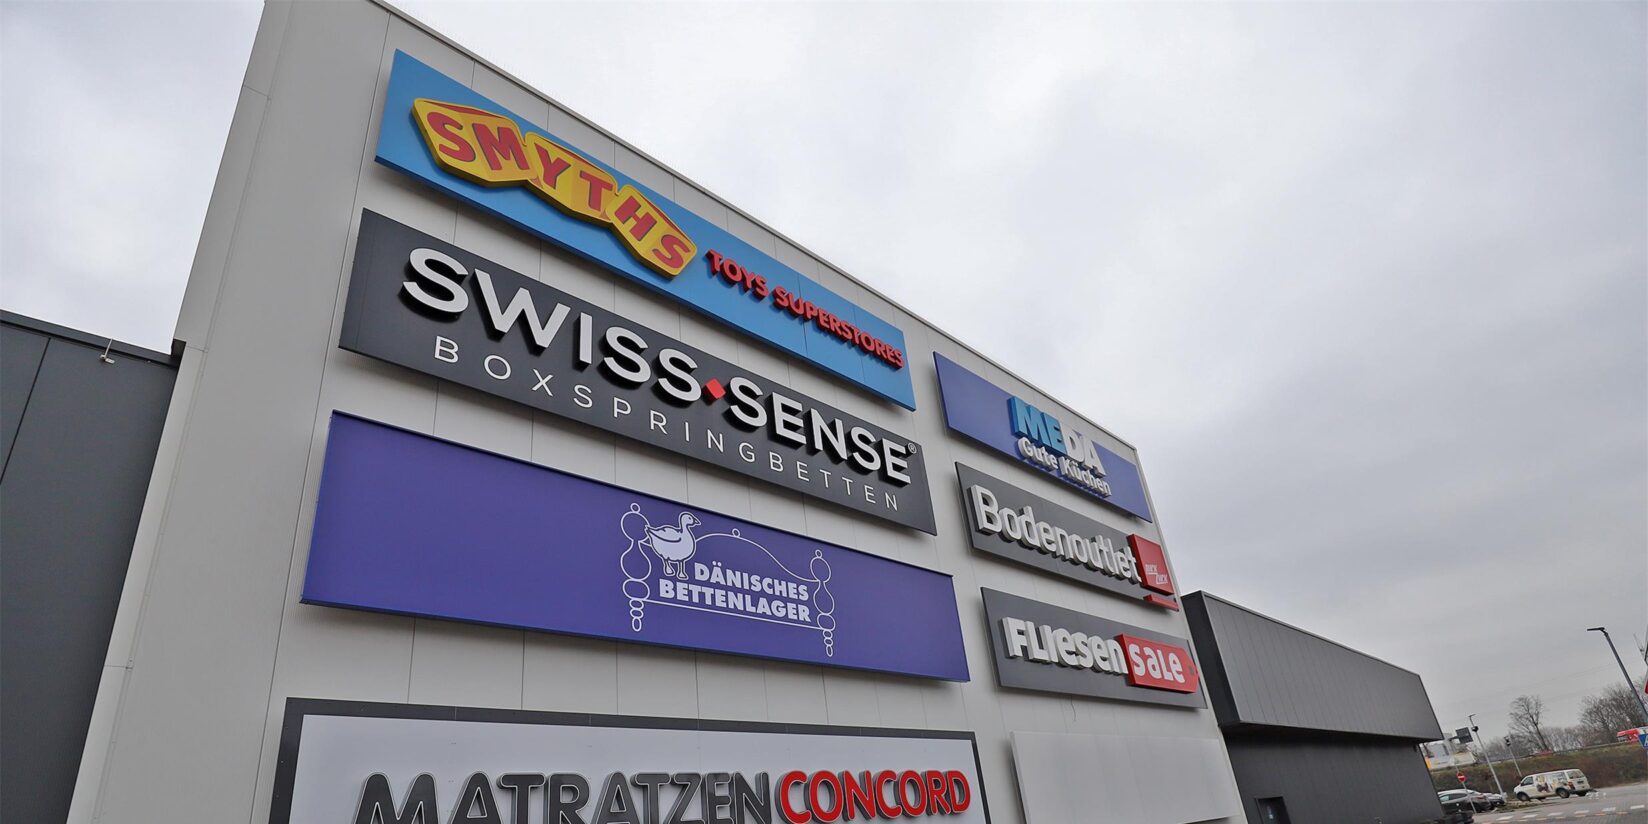 SMYTHS
TOYS SUPERSTORES
SWISS SENSE®
BOXSPRINGBETTEN
DÄNISCHES
BETTENLAGER
MATRATZEN CONCORD
MEDA
Gute Küchen
Bodenoutlet
FLiesen saLe